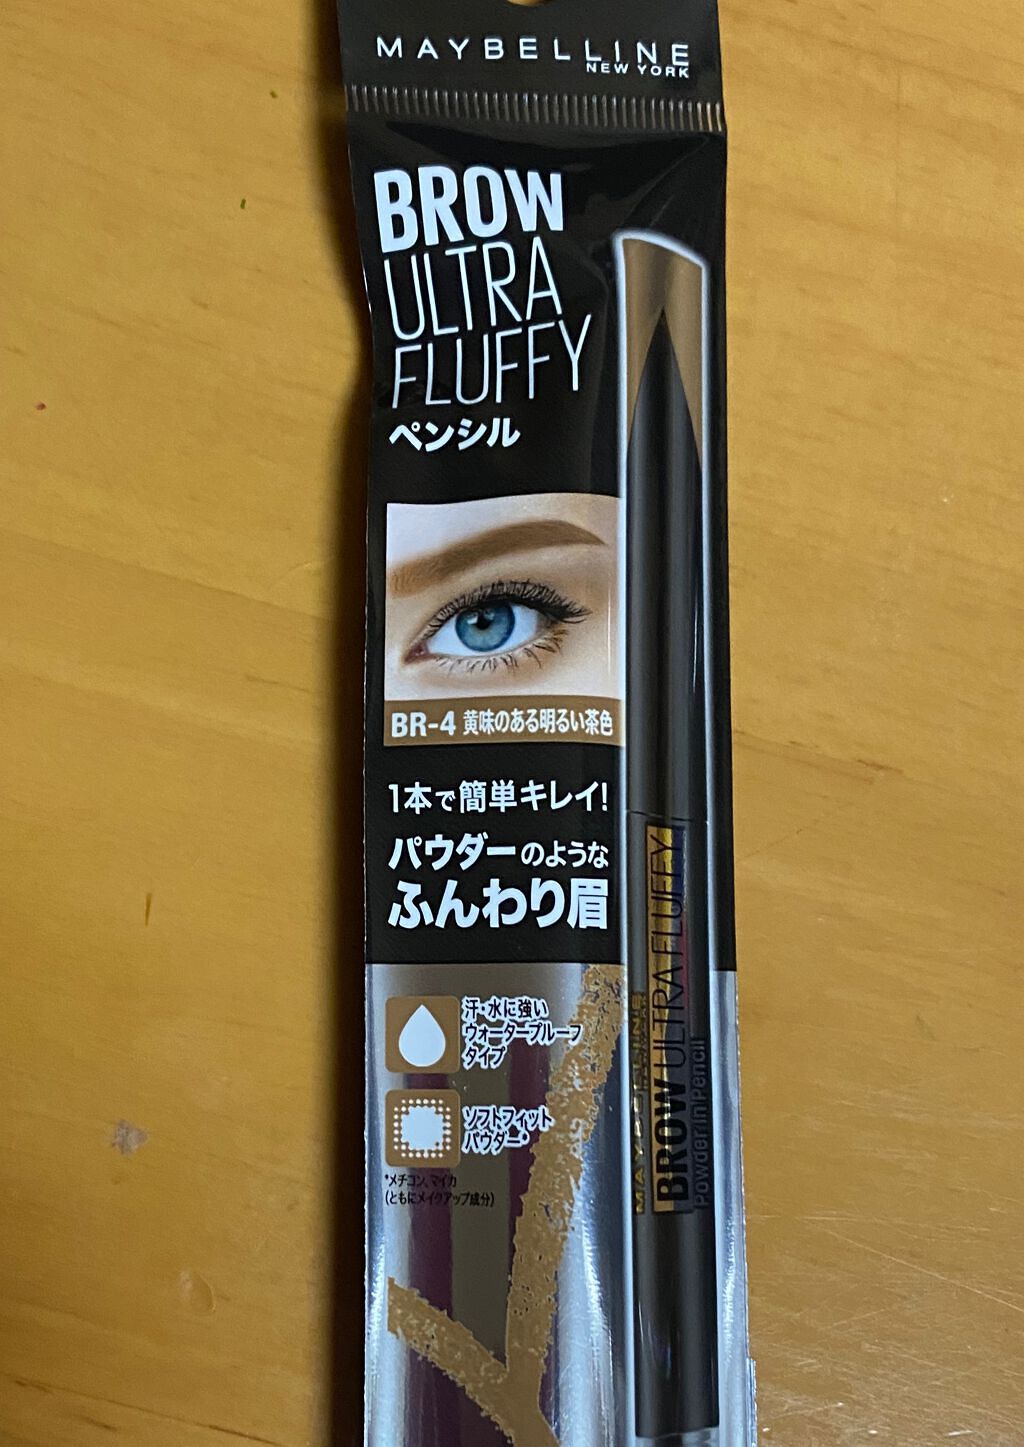 MAYBELLINE
NEW YORK
BROW
ULTRA
FLUFFY
ペンシル
BR-4 黄味のある明るい茶色
1本で簡単キレイ!
パウダーのような
ふんわり眉
汗・水に強い
ウォータープルーフ
タイプ
ソフトフィット
パウダー*
*メチコン、マイカ
(ともにメイクアップ成分)
MAYBELLINE
BROW ULTRA FLUFFY
Powder In Pencil